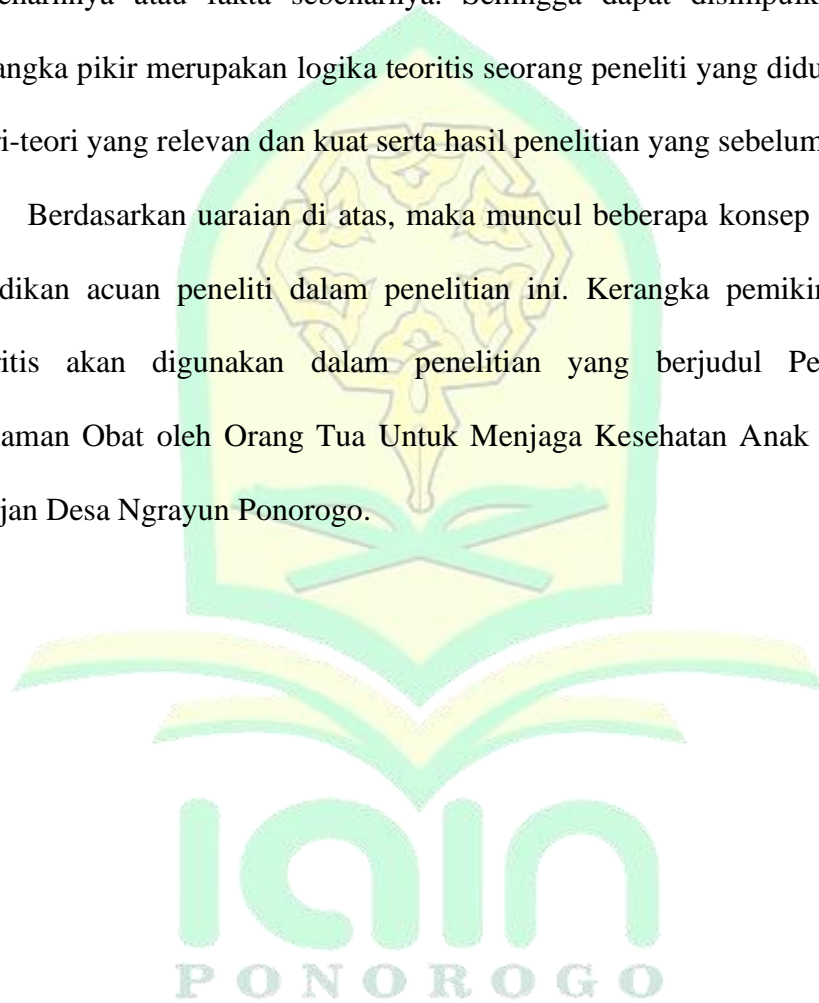 atau fakta sebenarnya. Sehingga dapat
angka pikir merupakan logika teoritis seorang peneliti yang didu
ri-teori yang relevan dan kuat serta hasil penelitian yang sebelum
Berdasarkan uaraian di atas, maka muncul beberapa konsep
dikan acuan peneliti dalam penelitian ini. Kerangka pemikir
ritis akan digunakan dalam penelitian yang berjudul Pe
aman Obat oleh Orang Tua Untuk Menjaga Kesehatan Anak
jan Desa Ngrayun Ponorogo.
iain
PONOROGO